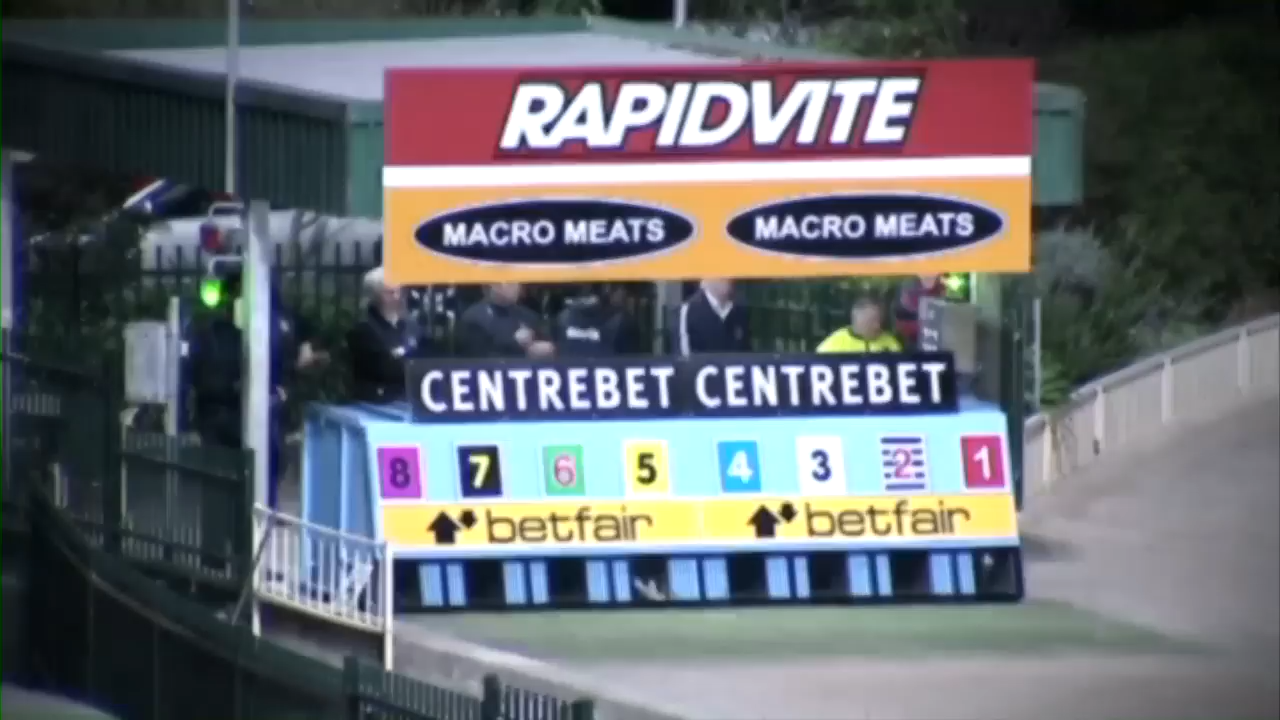 RAPIDVITE
MACRO MEATS MACRO MEATS
CENTREBET CENTREBET
8 7 6 5 4 3 2 1
betfair betfair